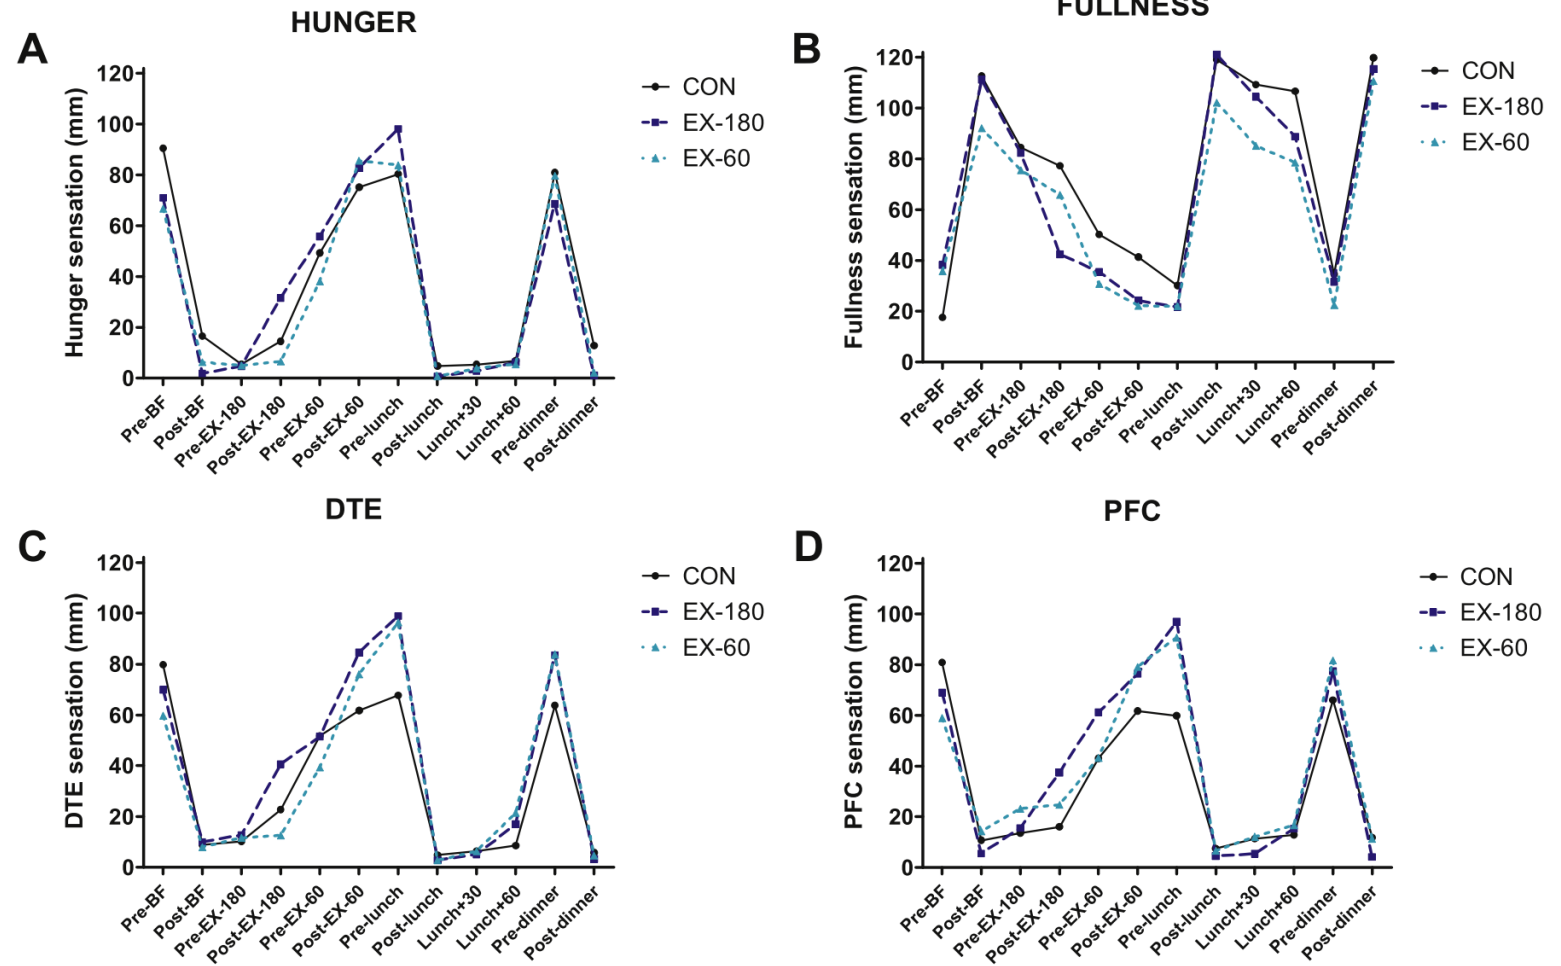 HUNGER
A
Hunger sensation (mm)
120
100
80
60
40
20
0
Pre-BF
Post-BF
Pre-EX-180
Post-EX-180
Pre-EX-60
Post-EX-60
Pre-lunch
Post-lunch
Lunch+30
Lunch+60
Pre-dinner
Post-dinner
CON
EX-180
EX-60
FULLNESS
B
Fullness sensation (mm)
120
100
80
60
40
20
0
Pre-BF
Post-BF
Pre-EX-180
Post-EX-180
Pre-EX-60
Post-EX-60
Pre-lunch
Post-lunch
Lunch+30
Lunch+60
Pre-dinner
Post-dinner
CON
EX-180
EX-60
DTE
C
DTE sensation (mm)
120
100
80
60
40
20
0
Pre-BF
Post-BF
Pre-EX-180
Post-EX-180
Pre-EX-60
Post-EX-60
Pre-lunch
Post-lunch
Lunch+30
Lunch+60
Pre-dinner
Post-dinner
CON
EX-180
EX-60
PFC
D
PFC sensation (mm)
120
100
80
60
40
20
0
Pre-BF
Post-BF
Pre-EX-180
Post-EX-180
Pre-EX-60
Post-EX-60
Pre-lunch
Post-lunch
Lunch+30
Lunch+60
Pre-dinner
Post-dinner
CON
EX-180
EX-60